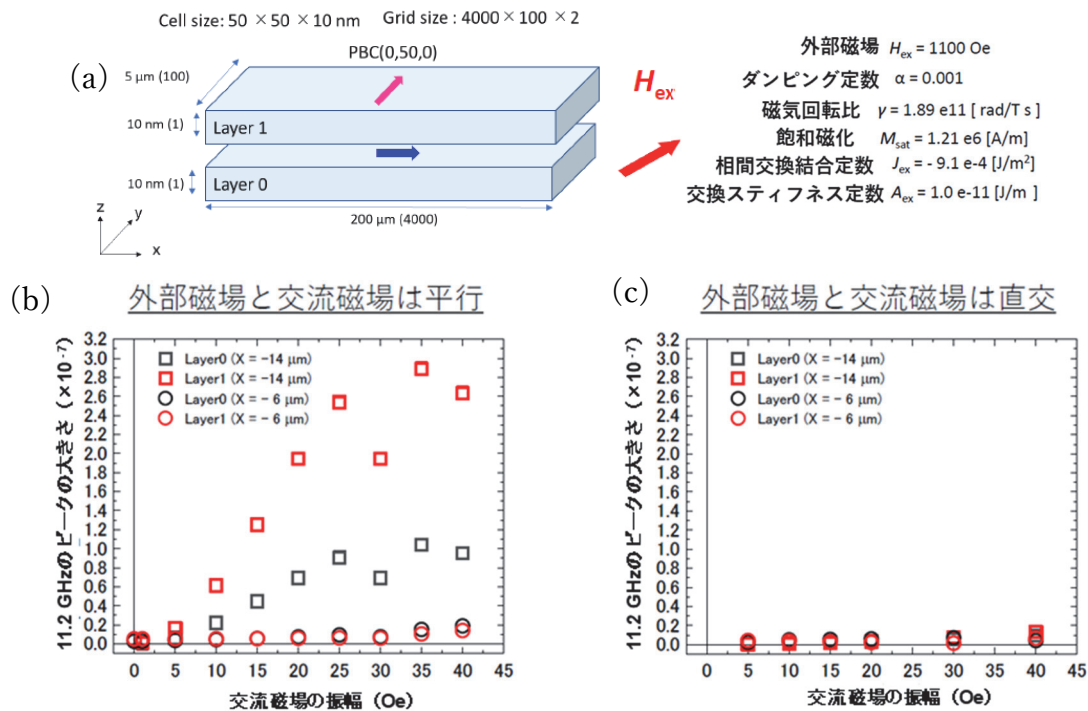 Cell size: 50 × 50 × 10 nm Grid size : 4000×100 × 2
(a)
PBC(0,50,0)
5 μm (100)
10 nm (1)
Layer 1
10 nm (1)
Layer 0
200 μm (4000)
z
y
x
Hex
外部磁場 Hex = 1100 Oe
ダンピング定数 α = 0.001
磁気回転比 γ = 1.89 e11 [ rad/T s ]
飽和磁化 Msat = 1.21 e6 [A/m]
相間交換結合定数 Jex = - 9.1 e-4 [J/m²]
交換スティフネス定数 Aex = 1.0 e-11 [J/m ]
(b)
外部磁場と交流磁場は平行
11.2 GHzのピークの大きさ (×10⁻⁷)
3.2
3.0
2.8
2.6
2.4
2.2
2.0
1.8
1.6
1.4
1.2
1.0
0.8
0.6
0.4
0.2
0.0
Layer0 (X = −14 μm)
Layer1 (X = −14 μm)
Layer0 (X = − 6 μm)
Layer1 (X = − 6 μm)
0 5 10 15 20 25 30 35 40 45
交流磁場の振幅 (Oe)
(c)
外部磁場と交流磁場は直交
11.2 GHzのピークの大きさ (×10⁻⁷)
3.2
3.0
2.8
2.6
2.4
2.2
2.0
1.8
1.6
1.4
1.2
1.0
0.8
0.6
0.4
0.2
0.0
Layer0 (X = −14 μm)
Layer1 (X = −14 μm)
Layer0 (X = − 6 μm)
Layer1 (X = − 6 μm)
0 5 10 15 20 25 30 35 40 45
交流磁場の振幅 (Oe)